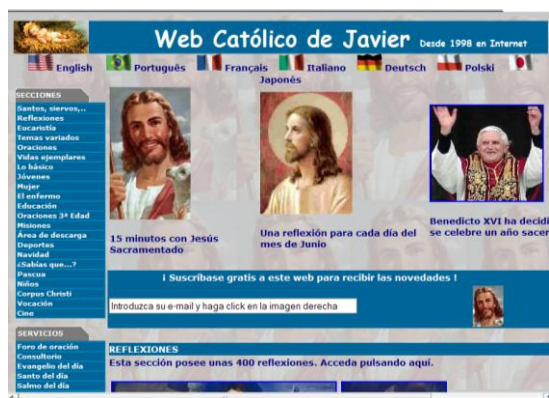 Web Católico de Javier Desde 1998 en Internet
English Português Français Italiano Deutsch Polski
Japonés
SECCIONES
Santos, siervos,..
Reflexiones
Eucaristía
Temas variados
Oraciones
Vidas ejemplares
Lo básico
Jóvenes
Mujer
El enfermo
Educación
Oraciones 3ª Edad
Misiones
Área de descarga
Deportes
Navidad
¿Sabías que...?
Pascua
Niños
Corpus Christi
Vocación
Cine
SERVICIOS
Foro de oración
Consultorio
Evangelio del día
Santo del día
Salmo del día
15 minutos con Jesús
Sacramentado
Una reflexión para cada día del
mes de Junio
Benedicto XVI ha decidi
se celebre un año sacer
¡ Suscríbase gratis a este web para recibir las novedades !
Introduzca su e-mail y haga click en la imagen derecha
REFLEXIONES
Esta sección posee unas 400 reflexiones. Acceda pulsando aquí.